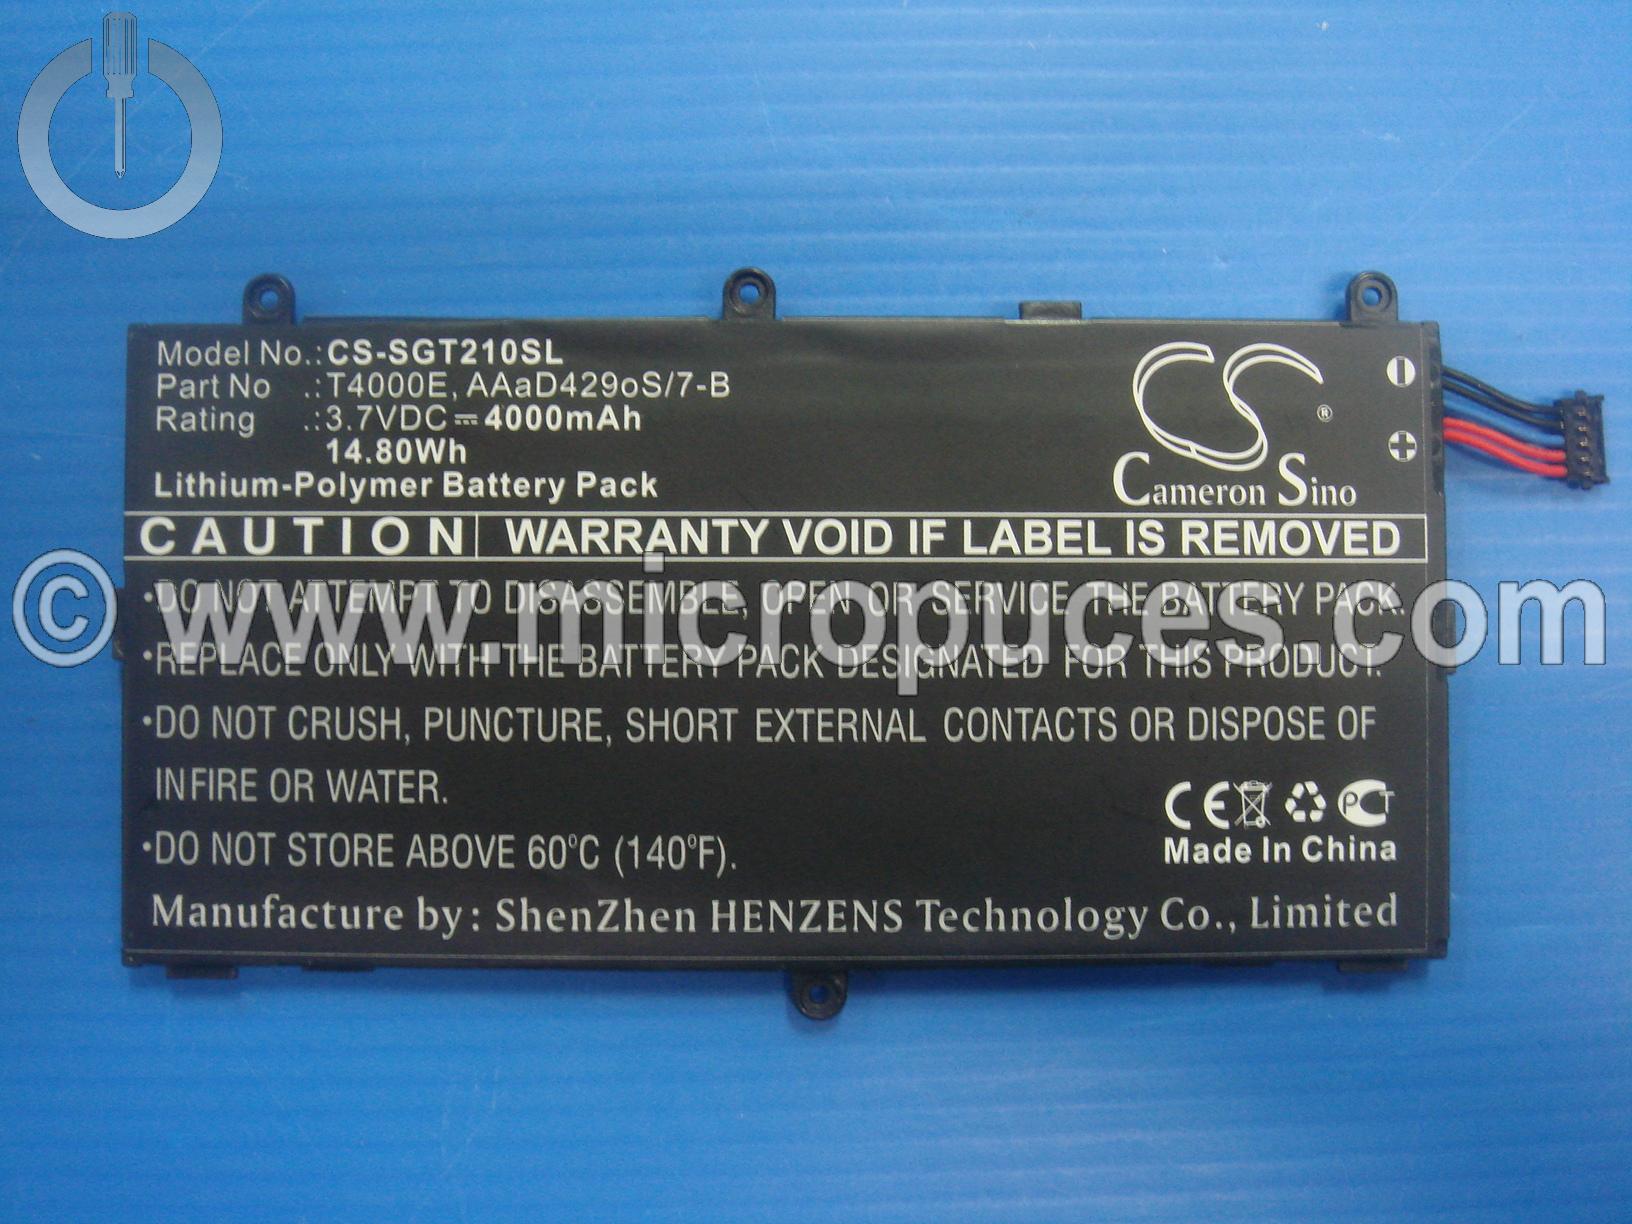 Model No.:CS-SGT210SL
Part No .:T4000E, AAaD429oS/7-B
Rating .:3.7VDC⎓4000mAh
14.80Wh
Lithium-Polymer Battery Pack
CS®
Cameron Sino
CAUTION WARRANTY VOID IF LABEL IS REMOVED
•DO NOT ATTEMPT TO DISASSEMBLE, OPEN OR SERVICE THE BATTERY PACK.
© www.micropuces.com
•REPLACE ONLY WITH THE BATTERY PACK DESIGNATED FOR THIS PRODUCT.
•DO NOT CRUSH, PUNCTURE, SHORT EXTERNAL CONTACTS OR DISPOSE OF
IN FIRE OR WATER.
•DO NOT STORE ABOVE 60°C (140°F).
CE PCT
Made In China
Manufacture by: ShenZhen HENZENS Technology Co., Limited